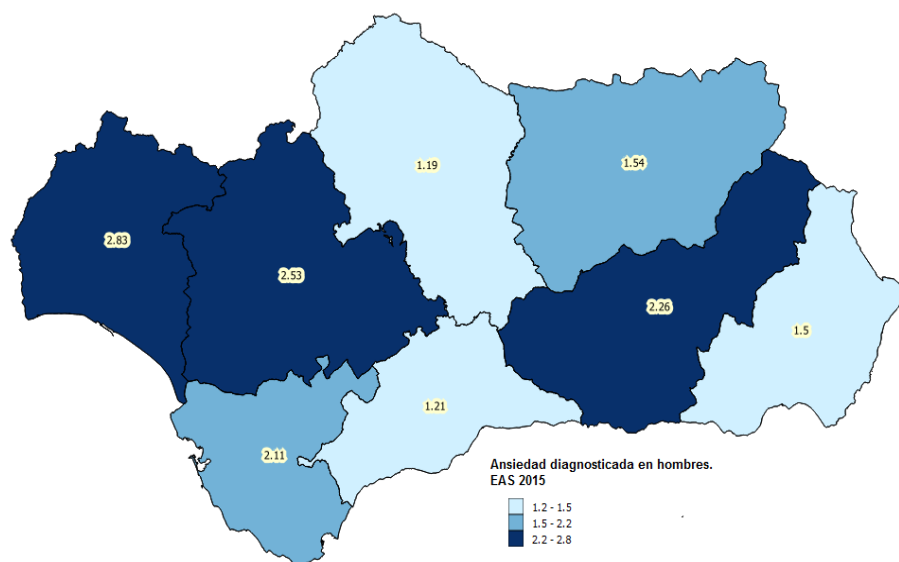 1.19
1.54
2.83
2.53
2.26
1.5
1.21
2.11
Ansiedad diagnosticada en hombres.
EAS 2015
1.2 - 1.5
1.5 - 2.2
2.2 - 2.8